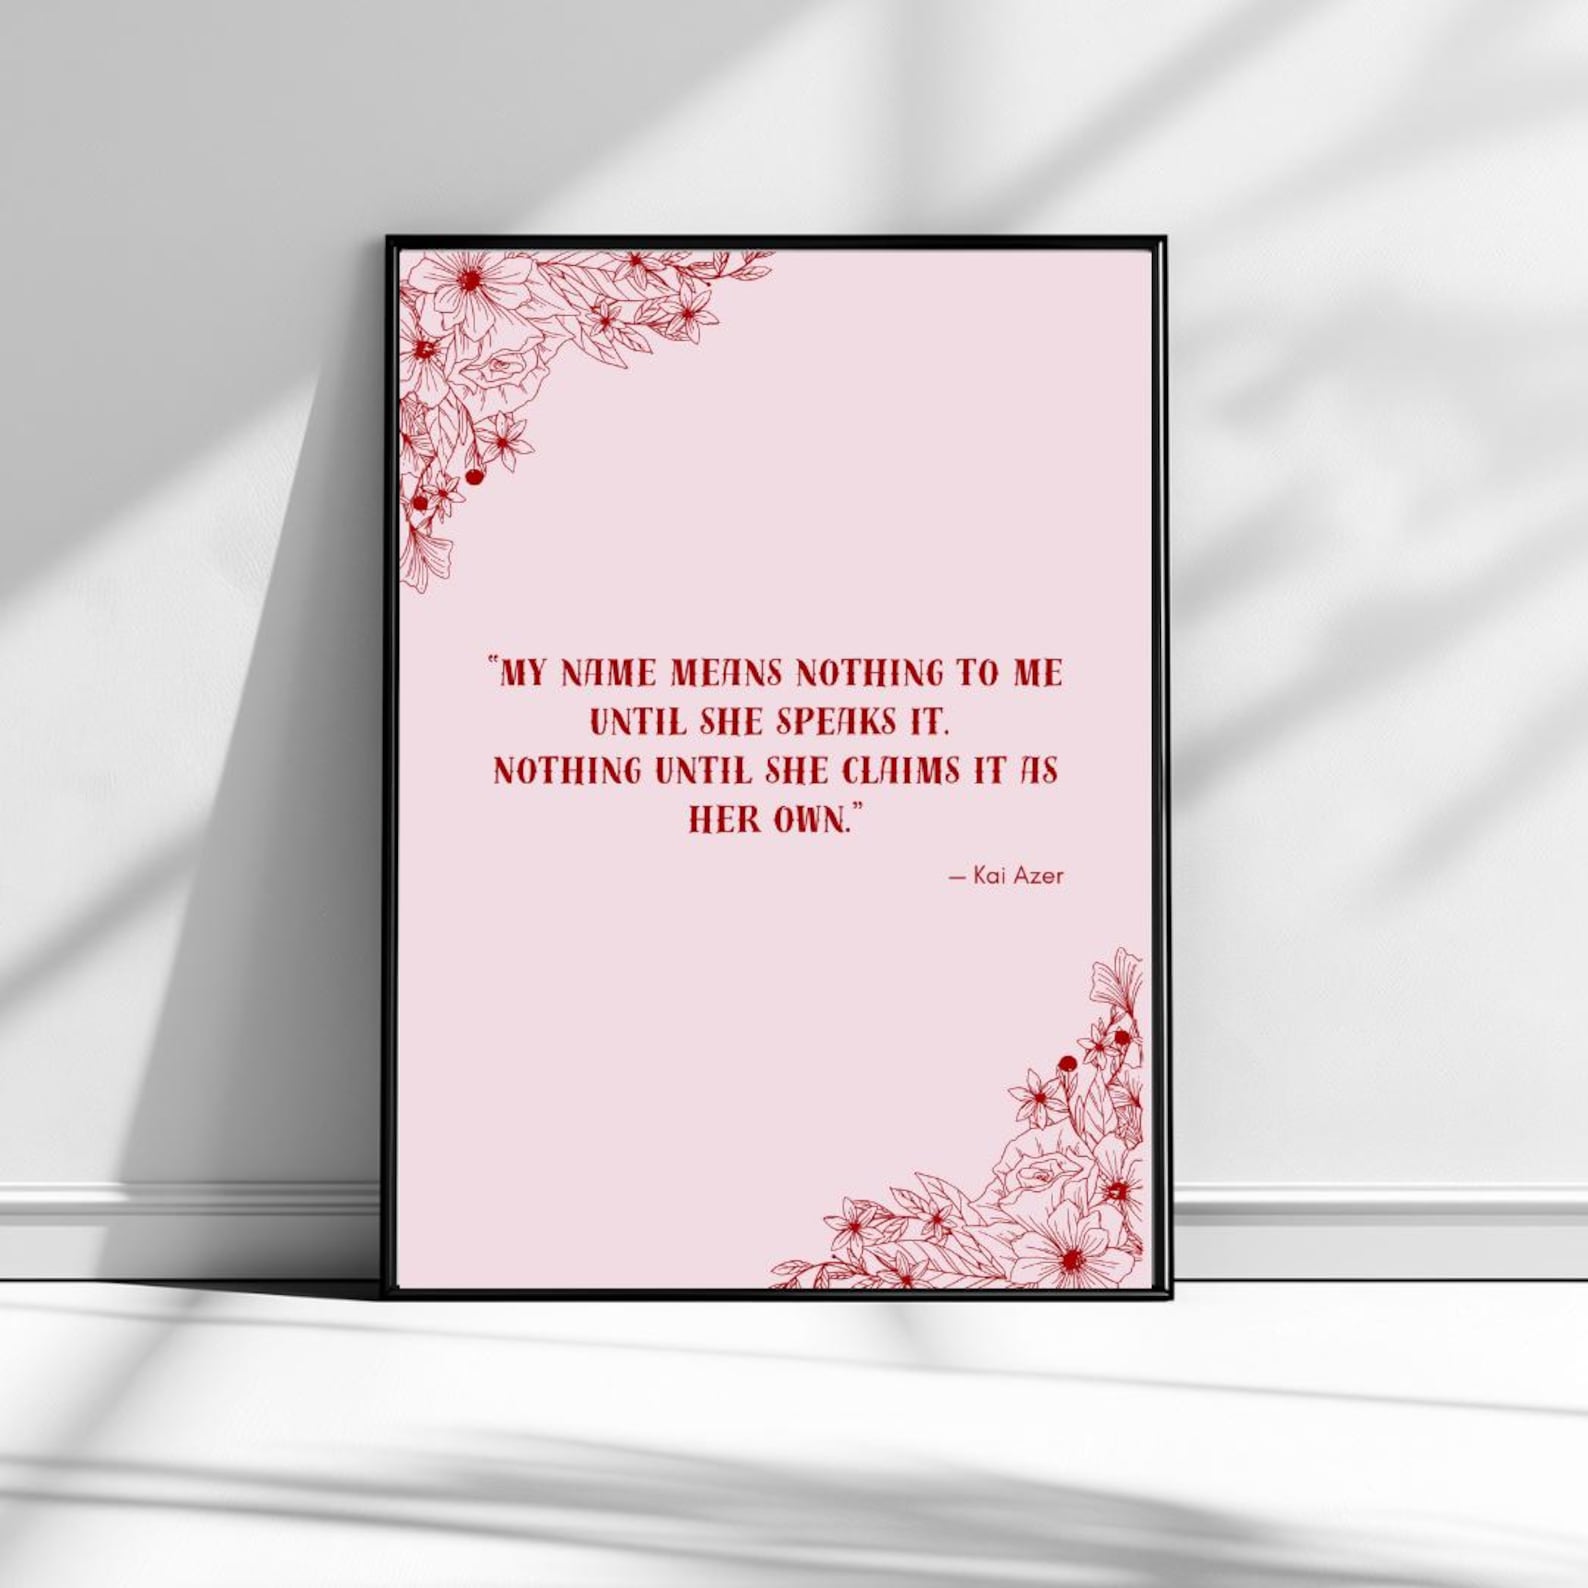 “MY NAME MEANS NOTHING TO ME
UNTIL SHE SPEAKS IT.
NOTHING UNTIL SHE CLAIMS IT AS
HER OWN.”
— Kai Azer